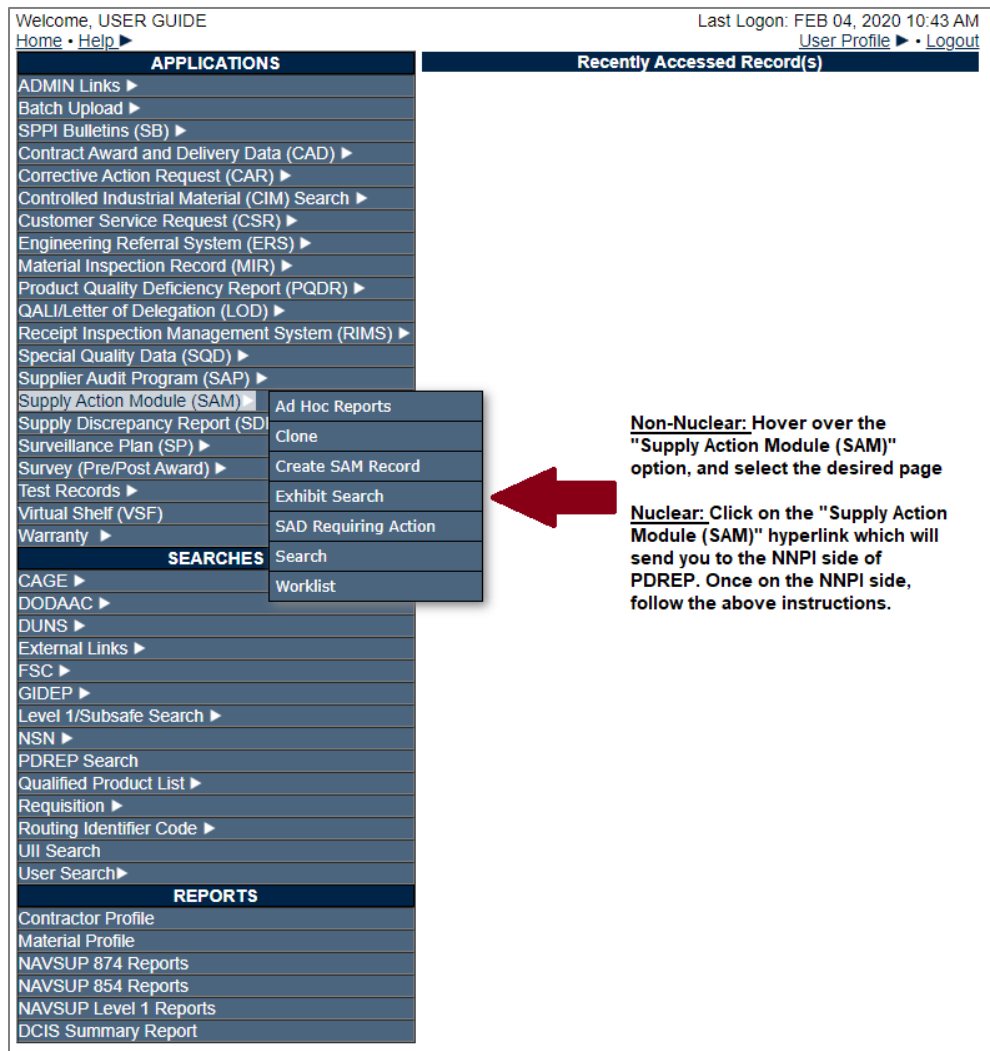 Welcome, USER GUIDE
Last Logon: FEB 04, 2020 10:43 AM
Home • Help ▶
User Profile ▶ • Logout
APPLICATIONS
Recently Accessed Record(s)
ADMIN Links ▶
Batch Upload ▶
SPPI Bulletins (SB) ▶
Contract Award and Delivery Data (CAD) ▶
Corrective Action Request (CAR) ▶
Controlled Industrial Material (CIM) Search ▶
Customer Service Request (CSR) ▶
Engineering Referral System (ERS) ▶
Material Inspection Record (MIR) ▶
Product Quality Deficiency Report (PQDR) ▶
QALI/Letter of Delegation (LOD) ▶
Receipt Inspection Management System (RIMS) ▶
Special Quality Data (SQD) ▶
Supplier Audit Program (SAP) ▶
Supply Action Module (SAM) ▶
Supply Discrepancy Report (SD
Surveillance Plan (SP) ▶
Survey (Pre/Post Award) ▶
Test Records ▶
Virtual Shelf (VSF)
Warranty ▶
Ad Hoc Reports
Clone
Create SAM Record
Exhibit Search
SAD Requiring Action
Search
Worklist
Non-Nuclear: Hover over the
"Supply Action Module (SAM)"
option, and select the desired page
Nuclear: Click on the "Supply Action
Module (SAM)" hyperlink which will
send you to the NNPI side of
PDREP. Once on the NNPI side,
follow the above instructions.
SEARCHES
CAGE ▶
DODAAC ▶
DUNS ▶
External Links ▶
FSC ▶
GIDEP ▶
Level 1/Subsafe Search ▶
NSN ▶
PDREP Search
Qualified Product List ▶
Requisition ▶
Routing Identifier Code ▶
UII Search
User Search▶
REPORTS
Contractor Profile
Material Profile
NAVSUP 874 Reports
NAVSUP 854 Reports
NAVSUP Level 1 Reports
DCIS Summary Report